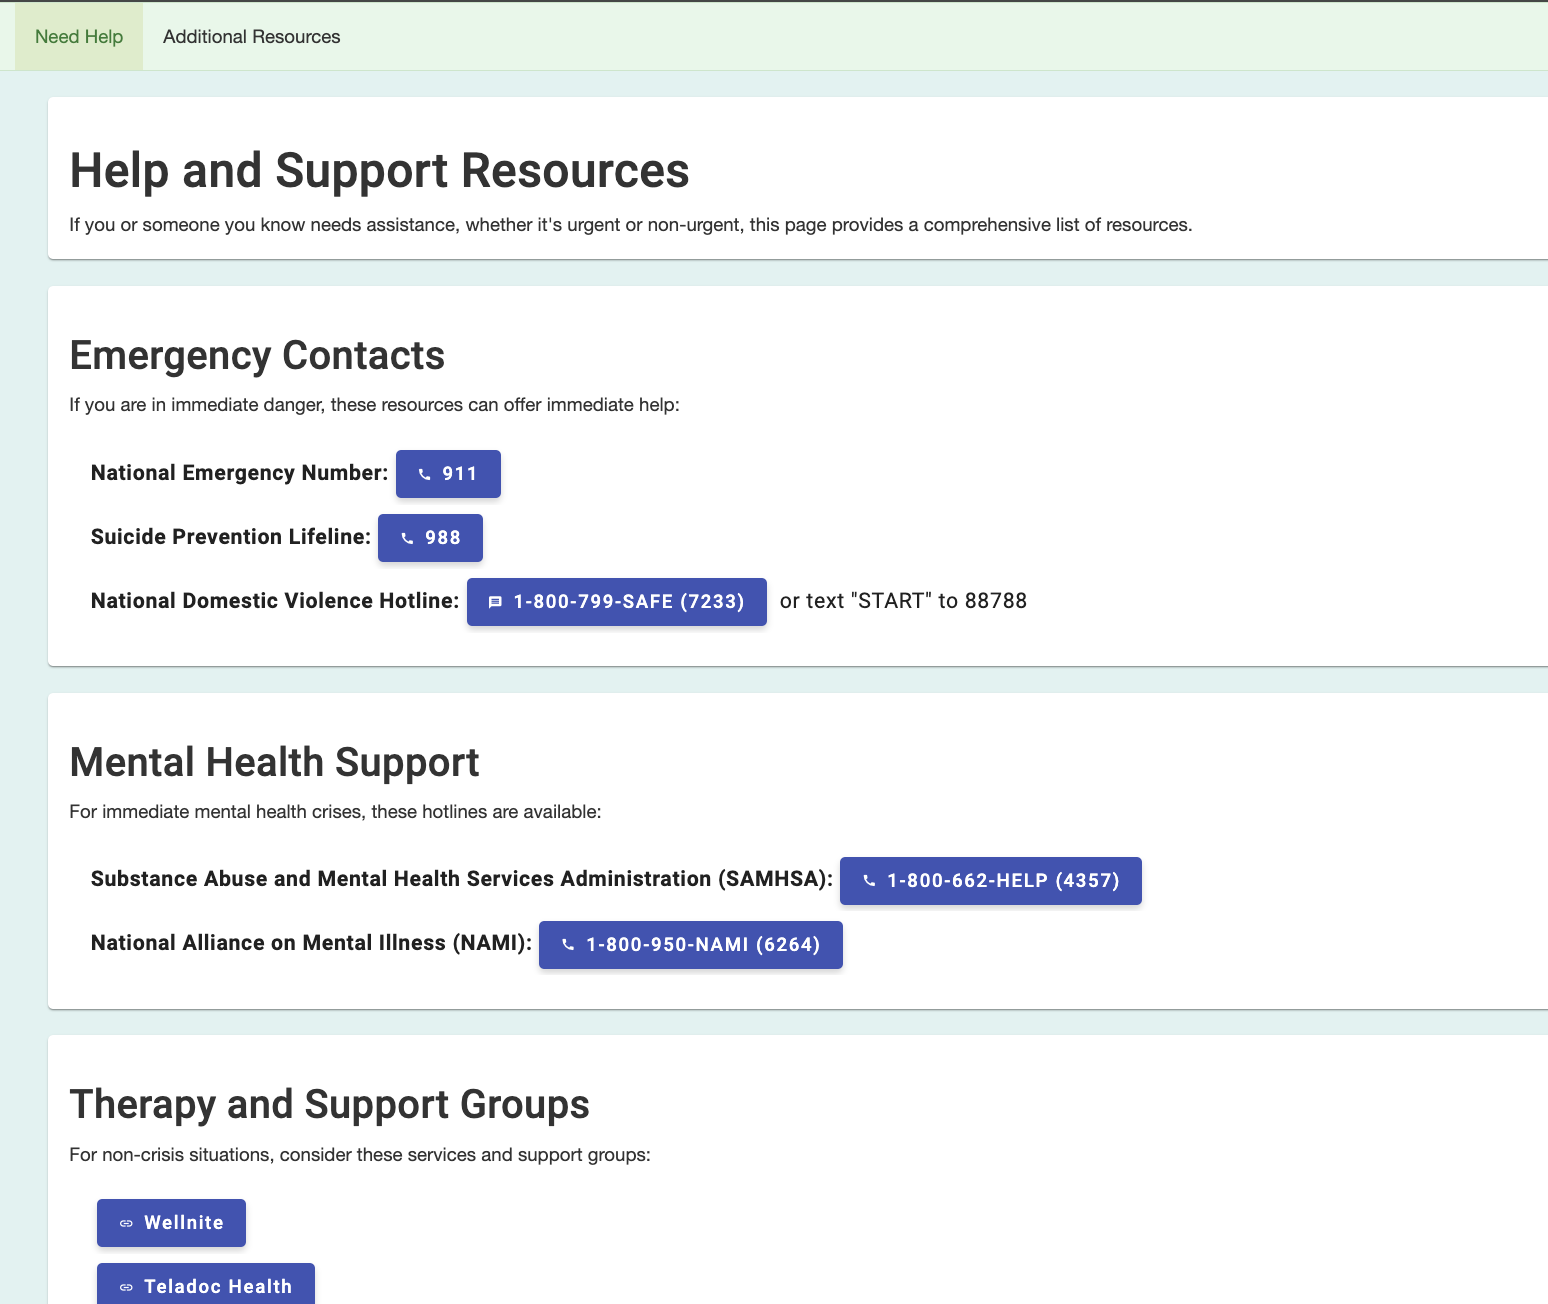 Need Help Additional Resources
Help and Support Resources
If you or someone you know needs assistance, whether it's urgent or non-urgent, this page provides a comprehensive list of resources.
Emergency Contacts
If you are in immediate danger, these resources can offer immediate help:
National Emergency Number: 911
Suicide Prevention Lifeline: 988
National Domestic Violence Hotline: 1-800-799-SAFE (7233) or text "START" to 88788
Mental Health Support
For immediate mental health crises, these hotlines are available:
Substance Abuse and Mental Health Services Administration (SAMHSA): 1-800-662-HELP (4357)
National Alliance on Mental Illness (NAMI): 1-800-950-NAMI (6264)
Therapy and Support Groups
For non-crisis situations, consider these services and support groups:
Wellnite
Teladoc Health